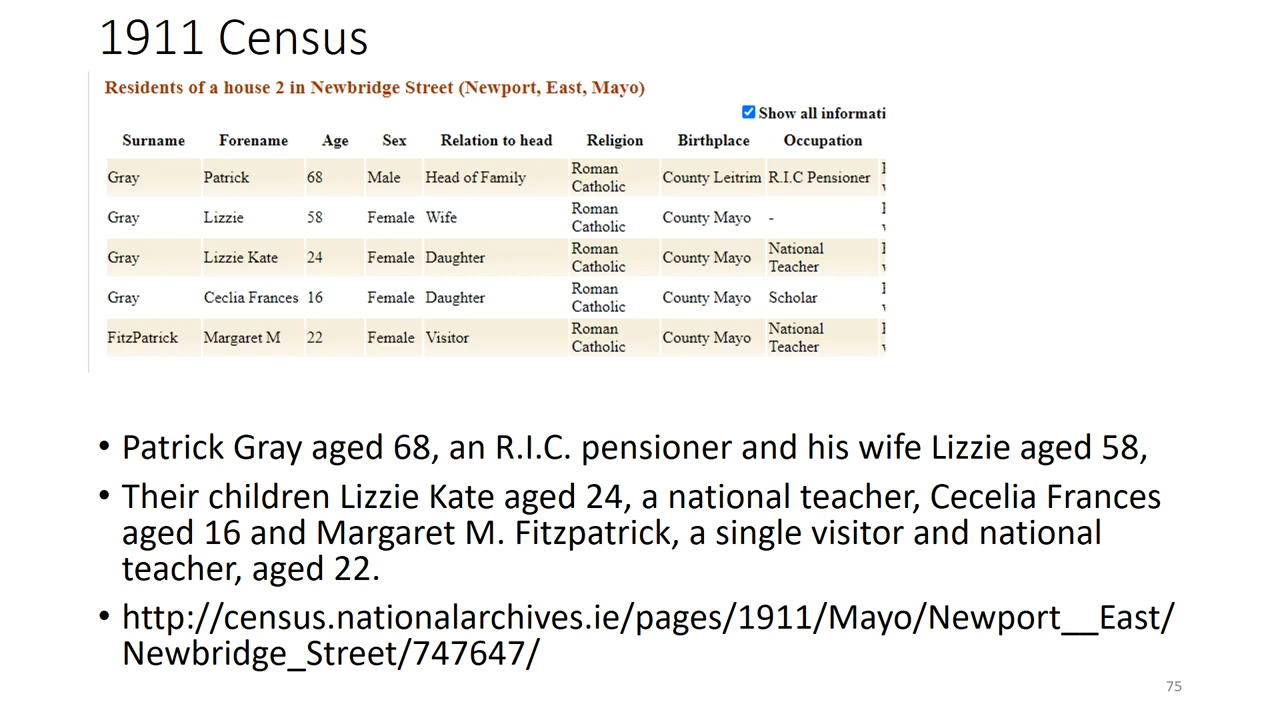 1911 Census
Residents of a house 2 in Newbridge Street (Newport, East, Mayo)
Show all informati
Surname Forename Age Sex Relation to head Religion Birthplace Occupation
Gray Patrick 68 Male Head of Family Roman Catholic County Leitrim R.I.C Pensioner
Gray Lizzie 58 Female Wife Roman Catholic County Mayo -
Gray Lizzie Kate 24 Female Daughter Roman Catholic County Mayo National Teacher
Gray Ceclia Frances 16 Female Daughter Roman Catholic County Mayo Scholar
FitzPatrick Margaret M 22 Female Visitor Roman Catholic County Mayo National Teacher
• Patrick Gray aged 68, an R.I.C. pensioner and his wife Lizzie aged 58,
• Their children Lizzie Kate aged 24, a national teacher, Cecelia Frances
aged 16 and Margaret M. Fitzpatrick, a single visitor and national
teacher, aged 22.
• http://census.nationalarchives.ie/pages/1911/Mayo/Newport__East/
Newbridge_Street/747647/
75